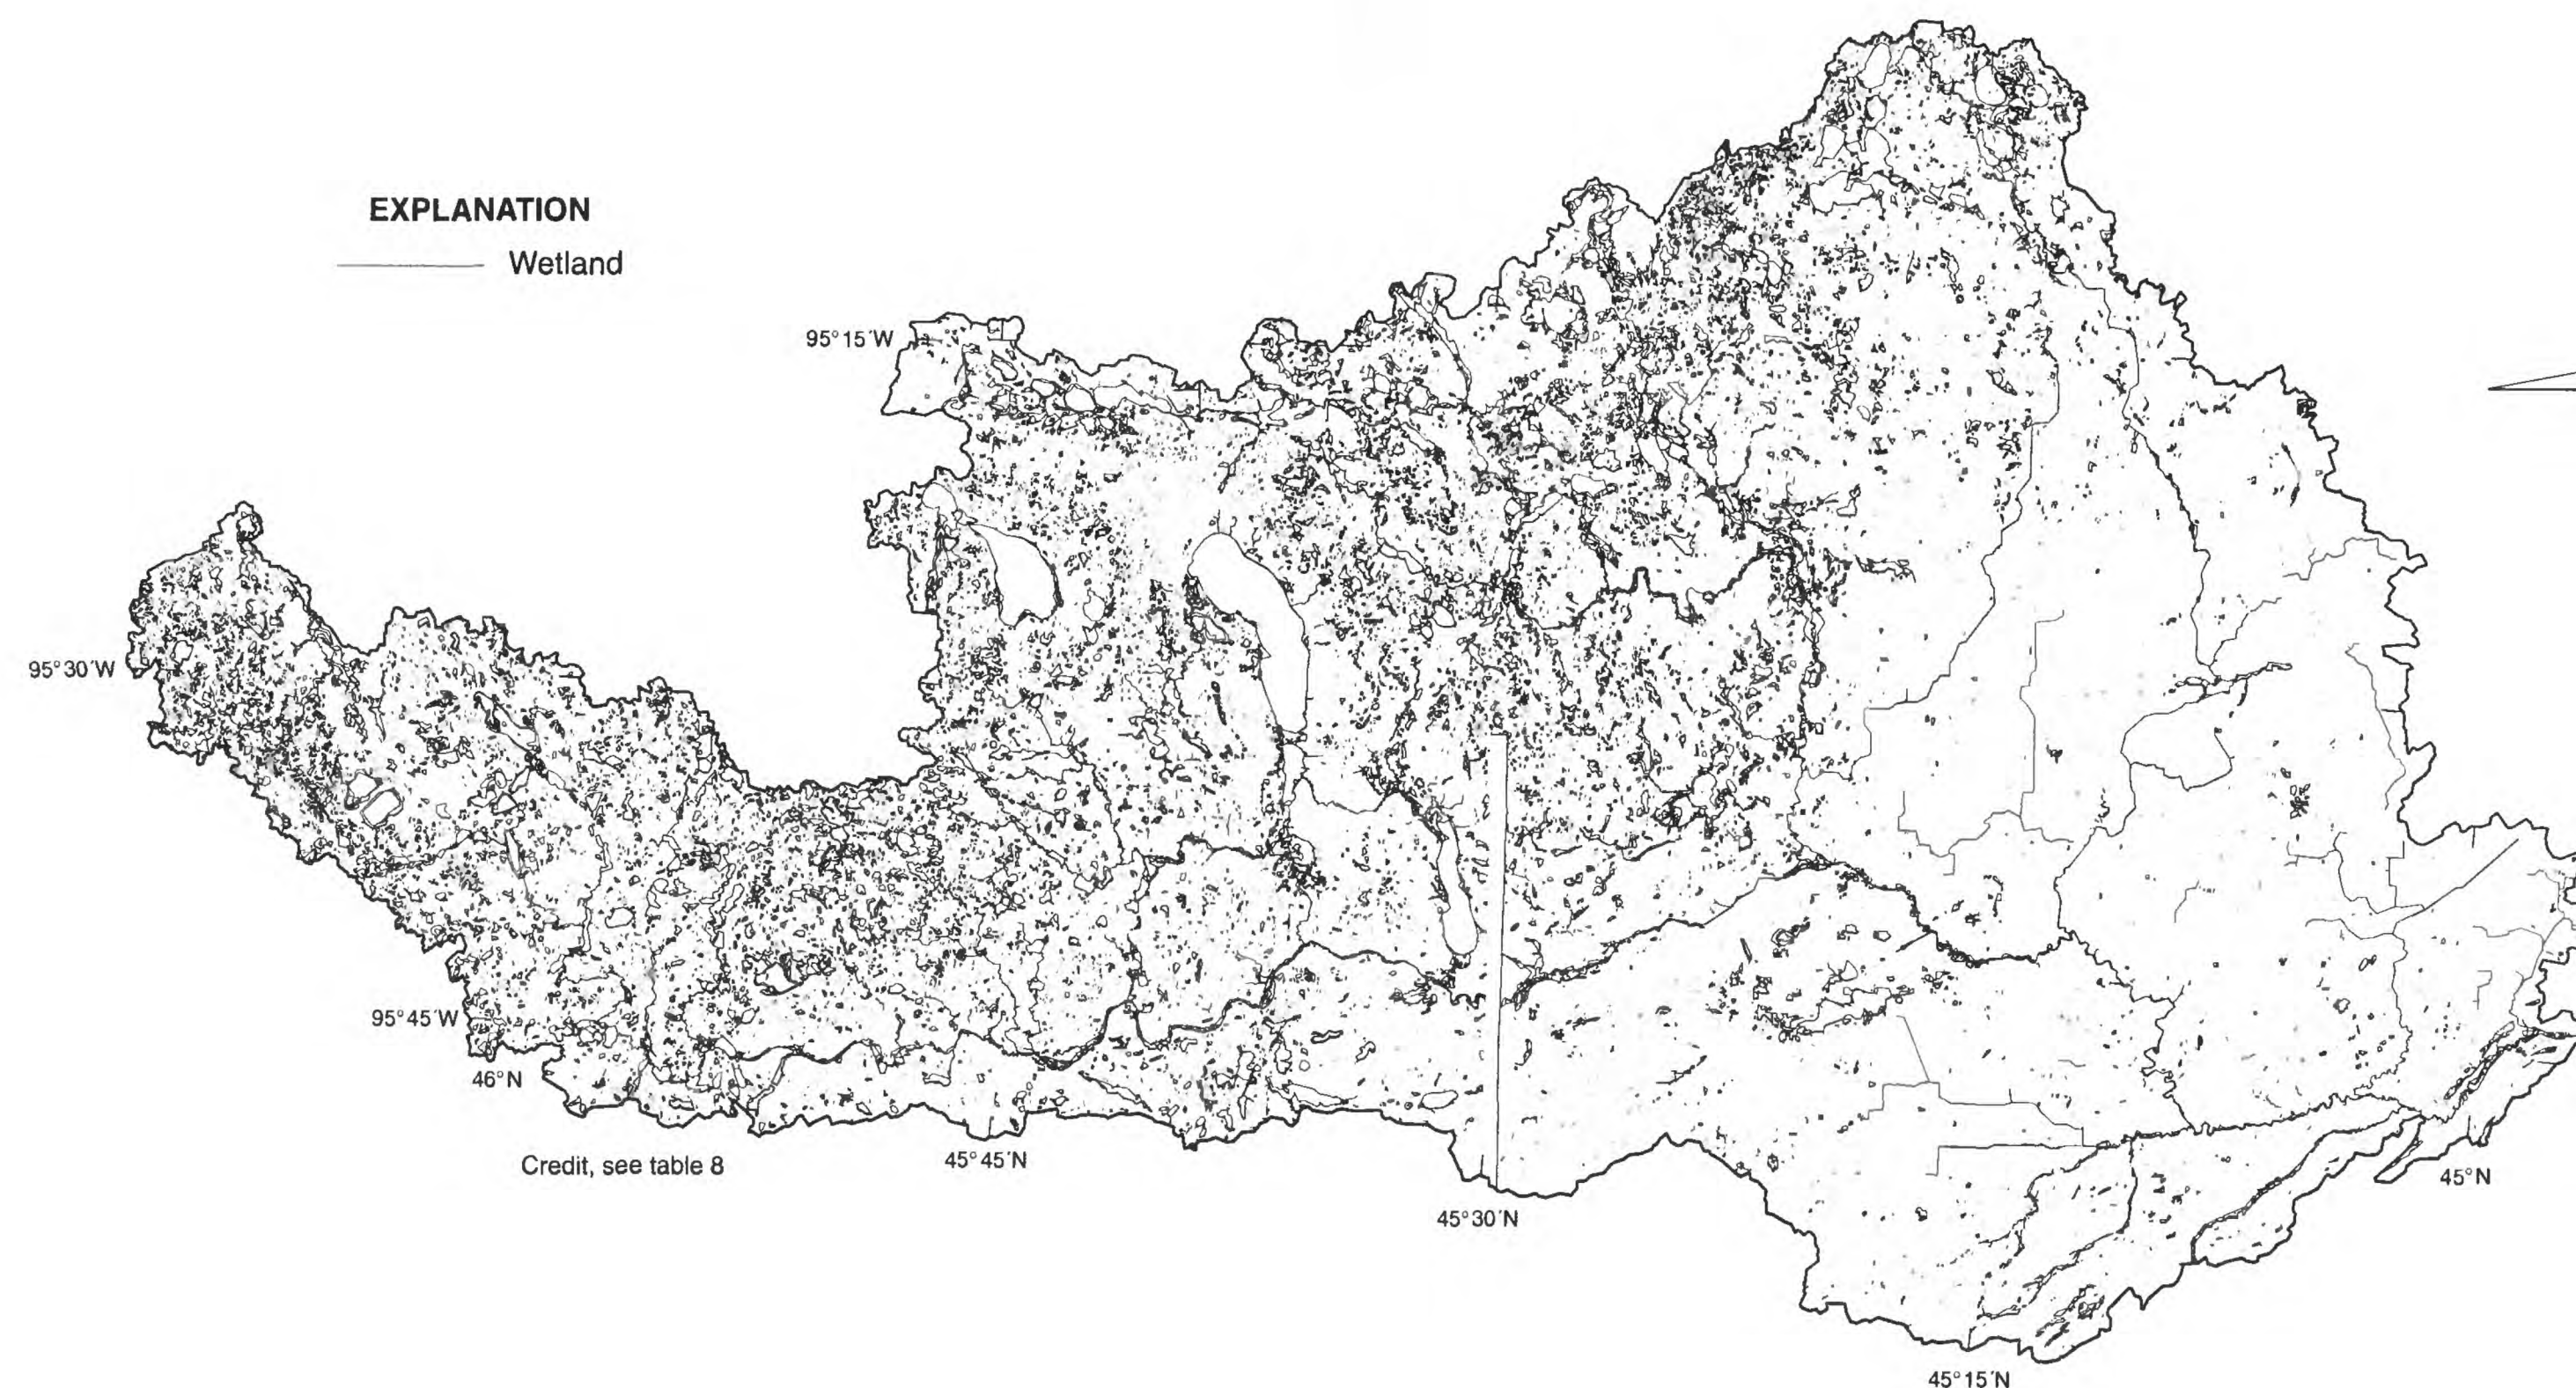 EXPLANATION
Wetland
95°15′W
95°30′W
95°45′W
46°N
Credit, see table 8
45°45′N
45°30′N
45°N
45°15′N